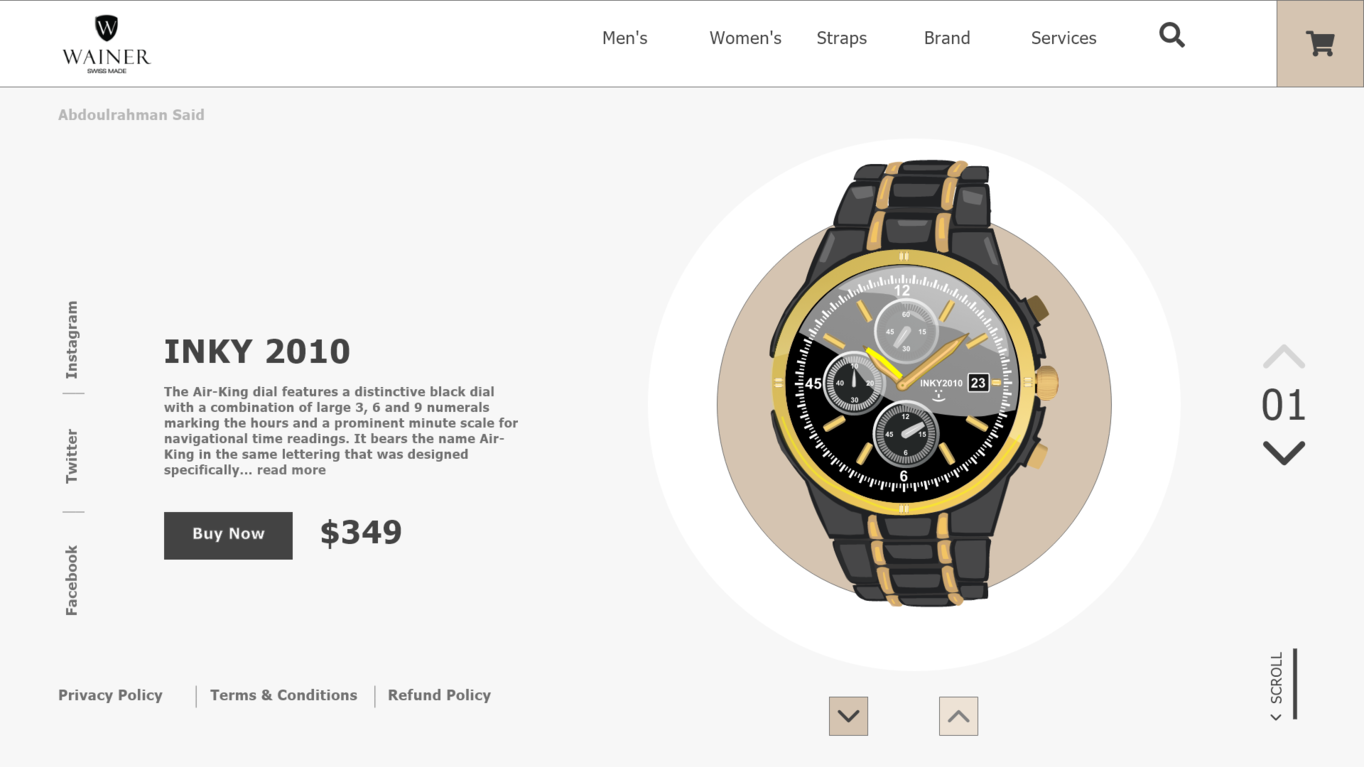 W
WAINER
SWISS MADE
Men's
Women's
Straps
Brand
Services
Abdoulrahman Said
Instagram
Twitter
Facebook
INKY 2010
The Air-King dial features a distinctive black dial
with a combination of large 3, 6 and 9 numerals
marking the hours and a prominent minute scale for
navigational time readings. It bears the name Air-
King in the same lettering that was designed
specifically... read more
Buy Now
$349
12
60
45 15
30
10
40 20
30
45
INKY2010 23
12
45 15
6
6
01
SCROLL
Privacy Policy
Terms & Conditions
Refund Policy